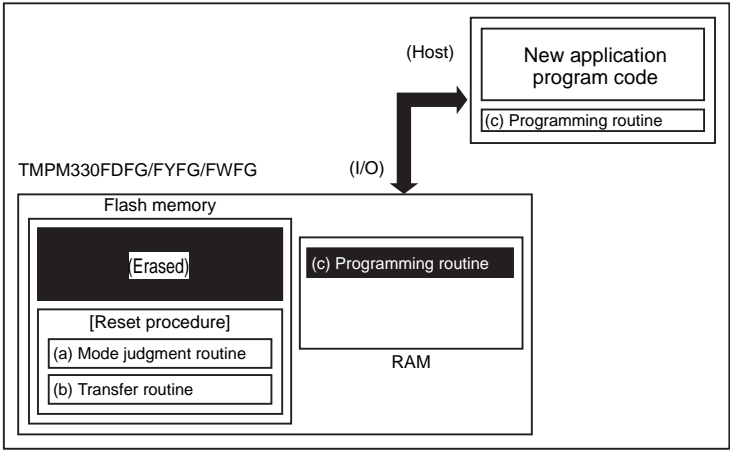 (Host)
New application
program code
(c) Programming routine
(I/O)
TMPM330FDFG/FYFG/FWFG
Flash memory
(Erased)
(c) Programming routine
[Reset procedure]
(a) Mode judgment routine
(b) Transfer routine
RAM